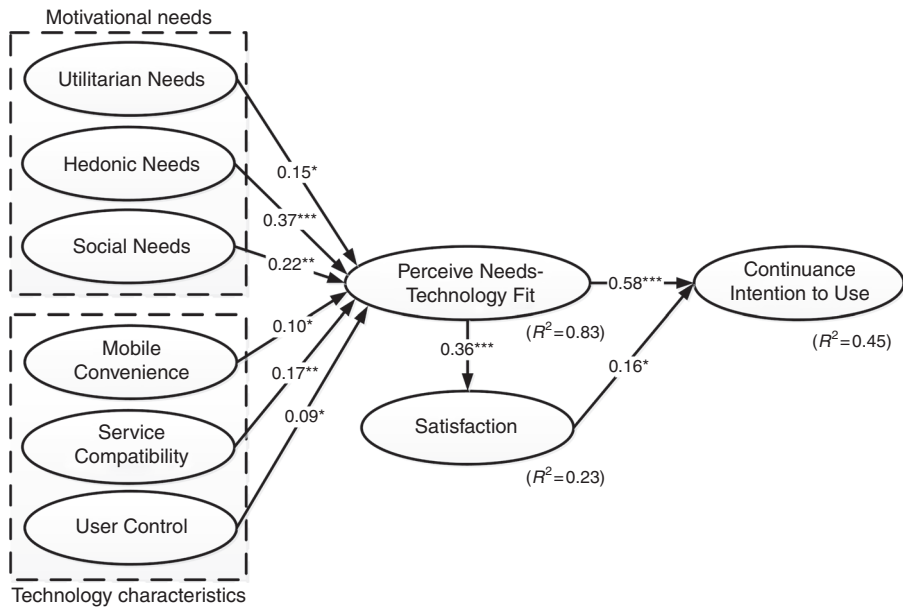 Motivational needs
Utilitarian Needs
Hedonic Needs
Social Needs
0.15*
0.37***
0.22**
Perceive Needs-
Technology Fit
(R²=0.83)
0.58***
Continuance
Intention to Use
(R²=0.45)
Mobile
Convenience
Service
Compatibility
User Control
0.10*
0.17**
0.09*
0.36***
0.16*
Satisfaction
(R²=0.23)
Technology characteristics